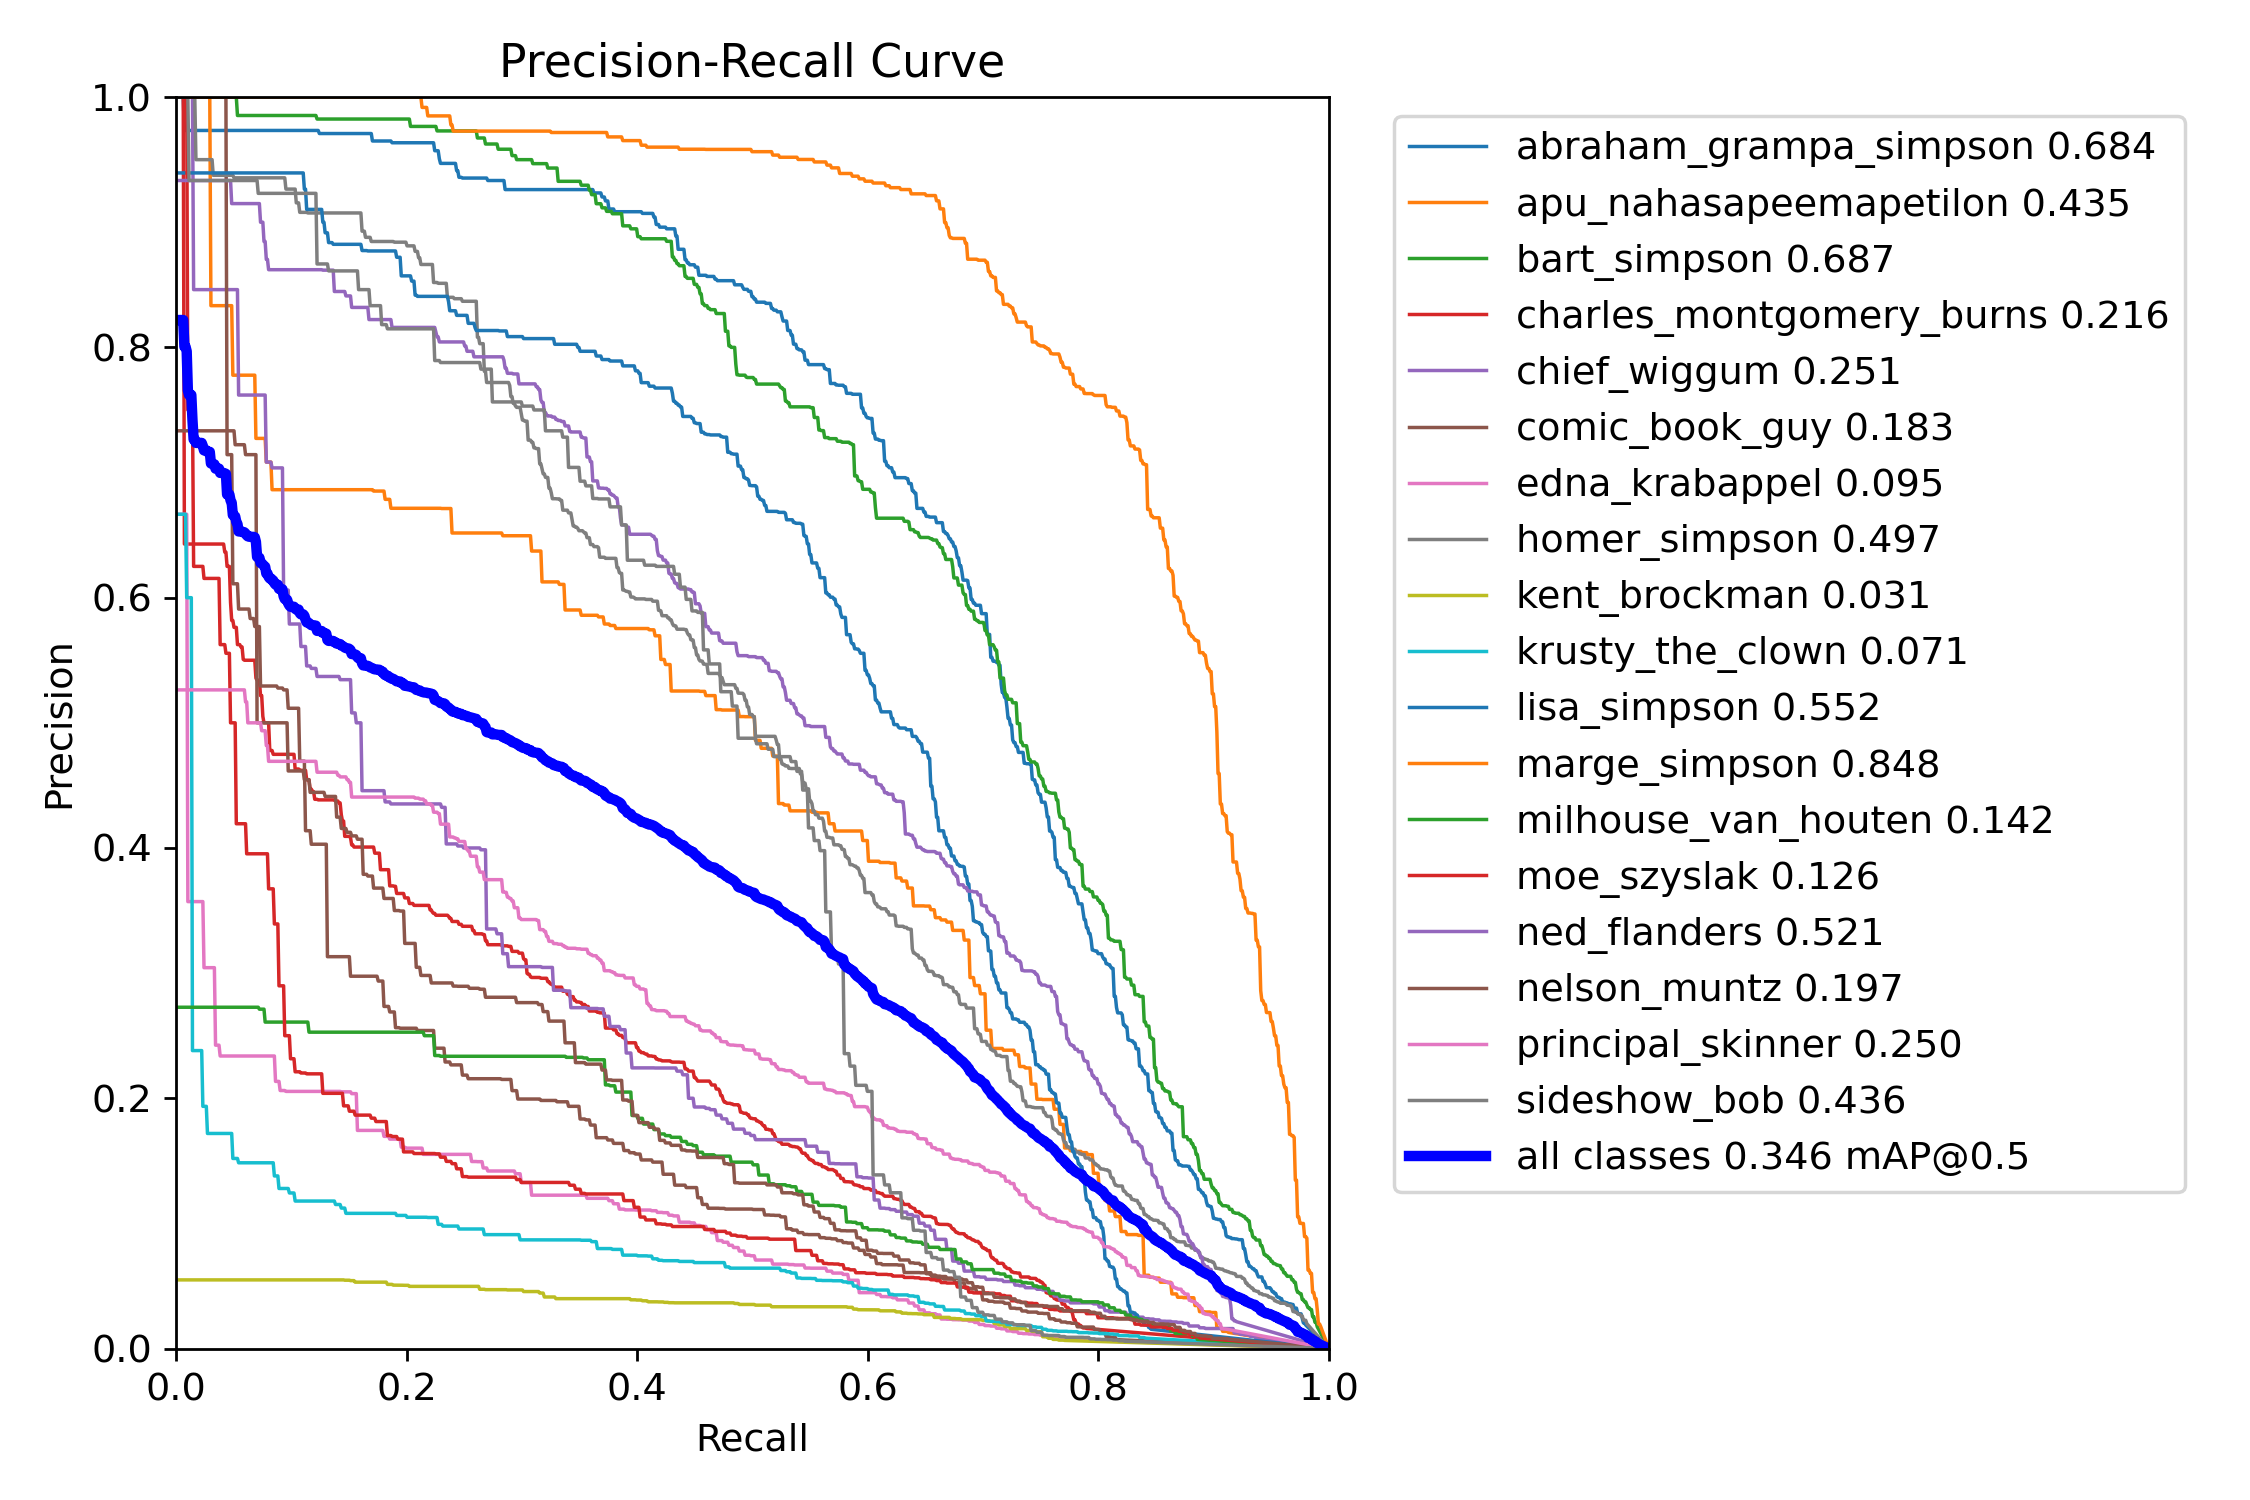 Precision-Recall Curve
1.0
0.8
0.6
0.4
0.2
0.0
Precision
0.0 0.2 0.4 0.6 0.8 1.0
Recall
abraham_grampa_simpson 0.684
apu_nahasapeemapetilon 0.435
bart_simpson 0.687
charles_montgomery_burns 0.216
chief_wiggum 0.251
comic_book_guy 0.183
edna_krabappel 0.095
homer_simpson 0.497
kent_brockman 0.031
krusty_the_clown 0.071
lisa_simpson 0.552
marge_simpson 0.848
milhouse_van_houten 0.142
moe_szyslak 0.126
ned_flanders 0.521
nelson_muntz 0.197
principal_skinner 0.250
sideshow_bob 0.436
all classes 0.346 mAP@0.5